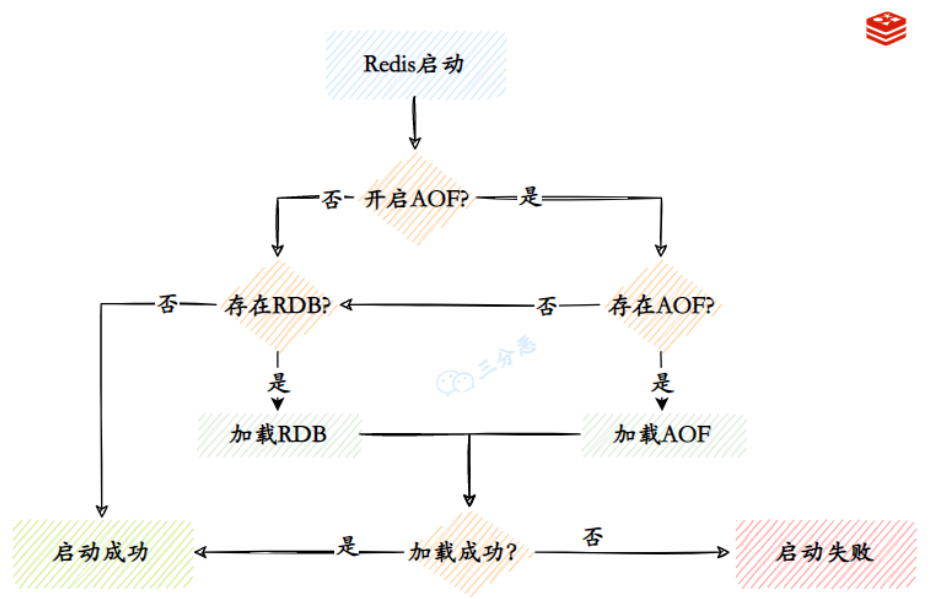 Redis启动
否
开启AOF?
是
否
存在RDB?
否
存在AOF?
三分恶
是
是
加载RDB
加载AOF
启动成功
是
加载成功?
否
启动失败